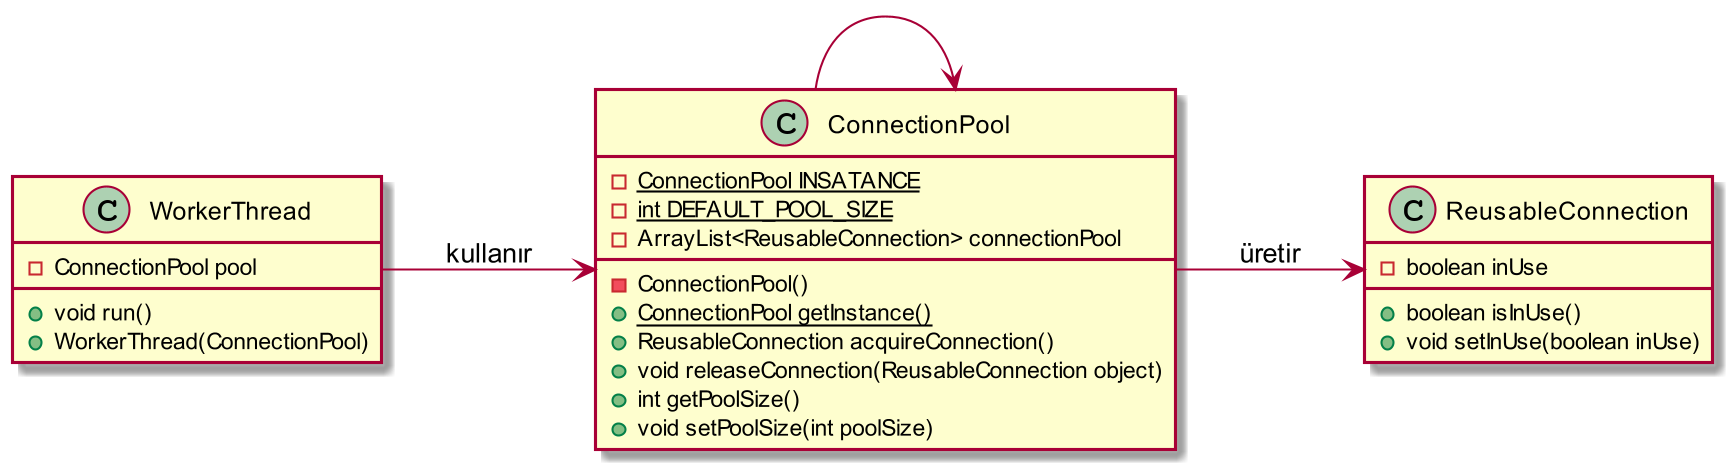 C WorkerThread
ConnectionPool pool
void run()
WorkerThread(ConnectionPool)
kullanır
C ConnectionPool
ConnectionPool INSATANCE
int DEFAULT_POOL_SIZE
ArrayList<ReusableConnection> connectionPool
ConnectionPool()
ConnectionPool getInstance()
ReusableConnection acquireConnection()
void releaseConnection(ReusableConnection object)
int getPoolSize()
void setPoolSize(int poolSize)
üretir
C ReusableConnection
boolean inUse
boolean isInUse()
void setInUse(boolean inUse)